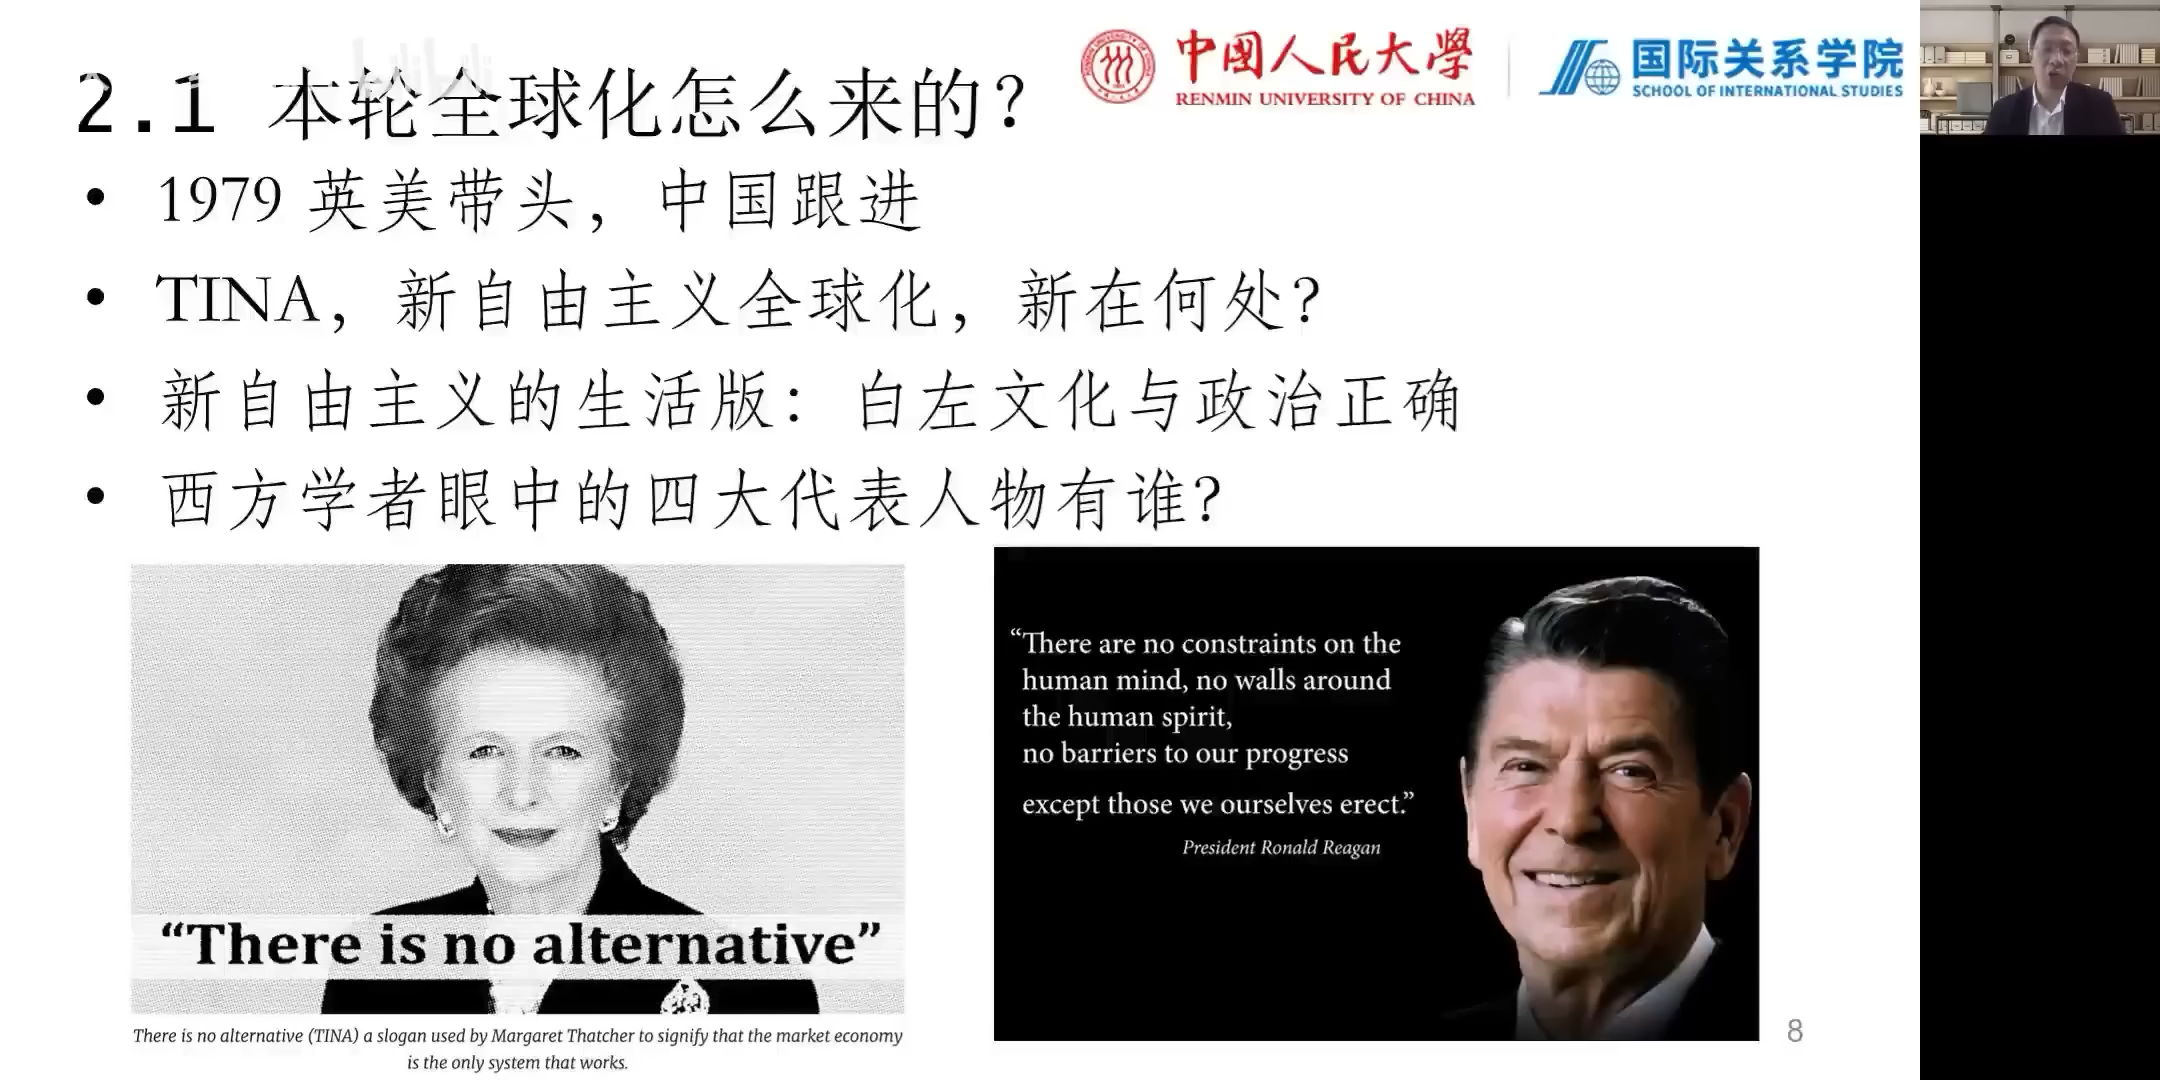 2.1 本轮全球化怎么来的？
中国人民大学
RENMIN UNIVERSITY OF CHINA
国际关系学院
SCHOOL OF INTERNATIONAL STUDIES
• 1979 英美带头，中国跟进
• TINA，新自由主义全球化，新在何处？
• 新自由主义的生活版：白左文化与政治正确
• 西方学者眼中的四大代表人物有谁？
“There is no alternative”
There is no alternative (TINA) a slogan used by Margaret Thatcher to signify that the market economy
is the only system that works.
“There are no constraints on the
human mind, no walls around
the human spirit,
no barriers to our progress
except those we ourselves erect.”
President Ronald Reagan
8